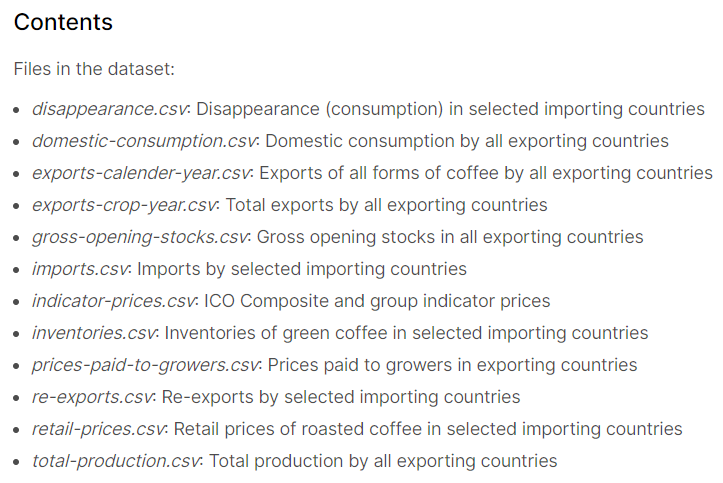 Contents
Files in the dataset:
• disappearance.csv: Disappearance (consumption) in selected importing countries
• domestic-consumption.csv: Domestic consumption by all exporting countries
• exports-calender-year.csv: Exports of all forms of coffee by all exporting countries
• exports-crop-year.csv: Total exports by all exporting countries
• gross-opening-stocks.csv: Gross opening stocks in all exporting countries
• imports.csv: Imports by selected importing countries
• indicator-prices.csv: ICO Composite and group indicator prices
• inventories.csv: Inventories of green coffee in selected importing countries
• prices-paid-to-growers.csv: Prices paid to growers in exporting countries
• re-exports.csv: Re-exports by selected importing countries
• retail-prices.csv: Retail prices of roasted coffee in selected importing countries
• total-production.csv: Total production by all exporting countries